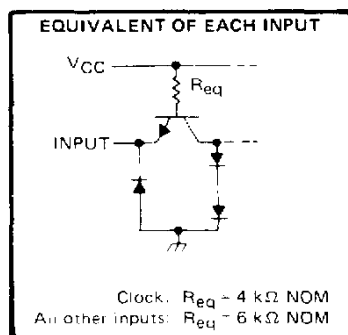 EQUIVALENT OF EACH INPUT
VCC
Req
INPUT
Clock: Req = 4 kΩ NOM
All other inputs: Req = 6 kΩ NOM